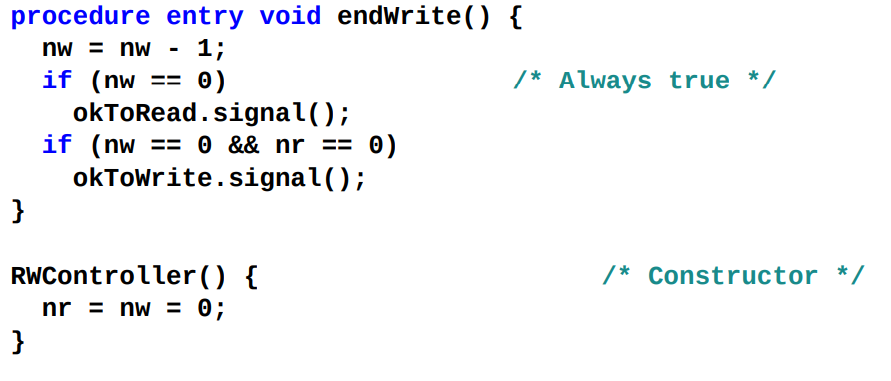 procedure entry void endWrite() {
nw = nw - 1;
if (nw == 0) /* Always true */
okToRead.signal();
if (nw == 0 && nr == 0)
okToWrite.signal();
}
RWController() { /* Constructor */
nr = nw = 0;
}